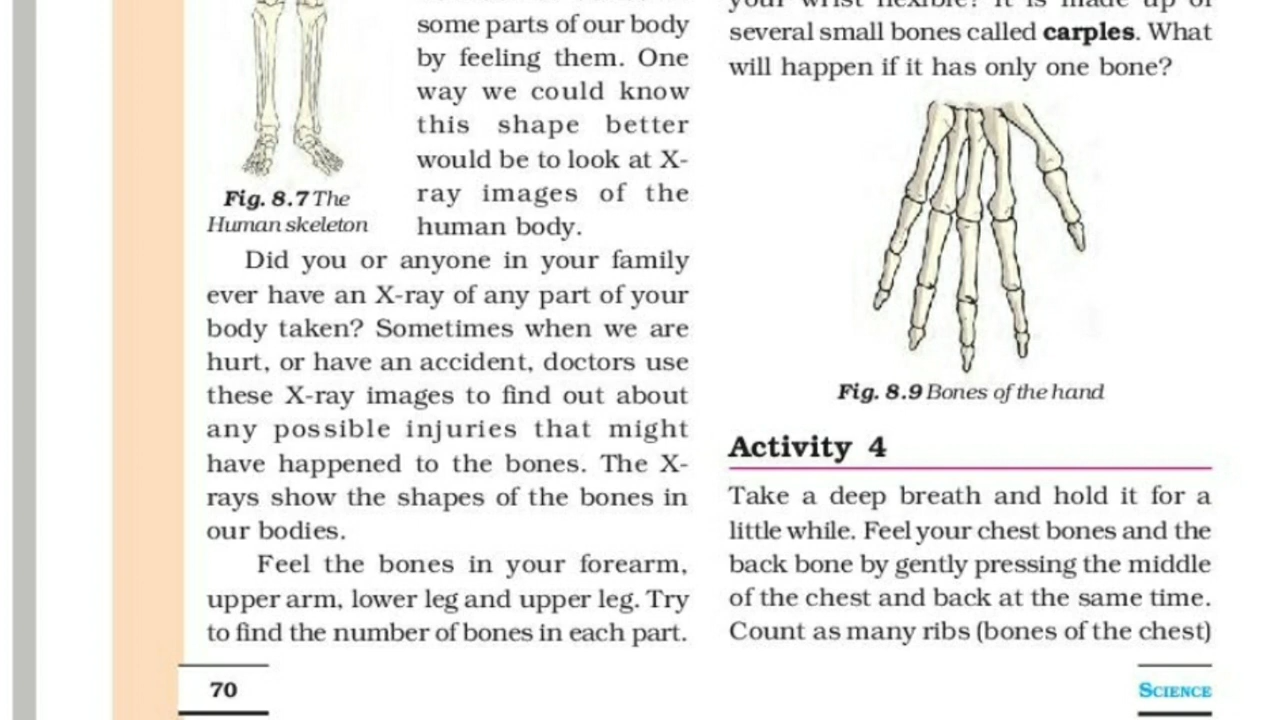 some parts of our body
by feeling them. One
way we could know
this shape better
would be to look at X-
ray images of the
human body.
Fig. 8.7 The
Human skeleton
Did you or anyone in your family
ever have an X-ray of any part of your
body taken? Sometimes when we are
hurt, or have an accident, doctors use
these X-ray images to find out about
any possible injuries that might
have happened to the bones. The X-
rays show the shapes of the bones in
our bodies.
Feel the bones in your forearm,
upper arm, lower leg and upper leg. Try
to find the number of bones in each part.
your wrist flexible? It is made up of
several small bones called carples. What
will happen if it has only one bone?
Fig. 8.9 Bones of the hand
Activity 4
Take a deep breath and hold it for a
little while. Feel your chest bones and the
back bone by gently pressing the middle
of the chest and back at the same time.
Count as many ribs (bones of the chest)
70
SCIENCE